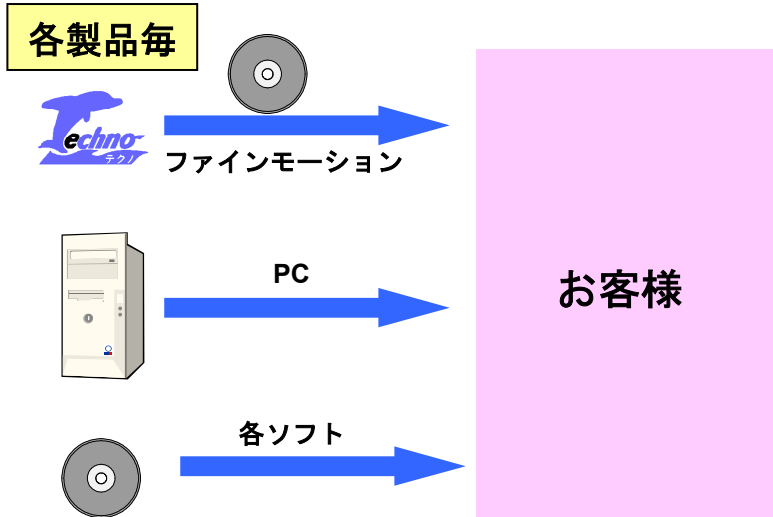 各製品毎
echno
テクノ
ファインモーション
PC
お客様
各ソフト